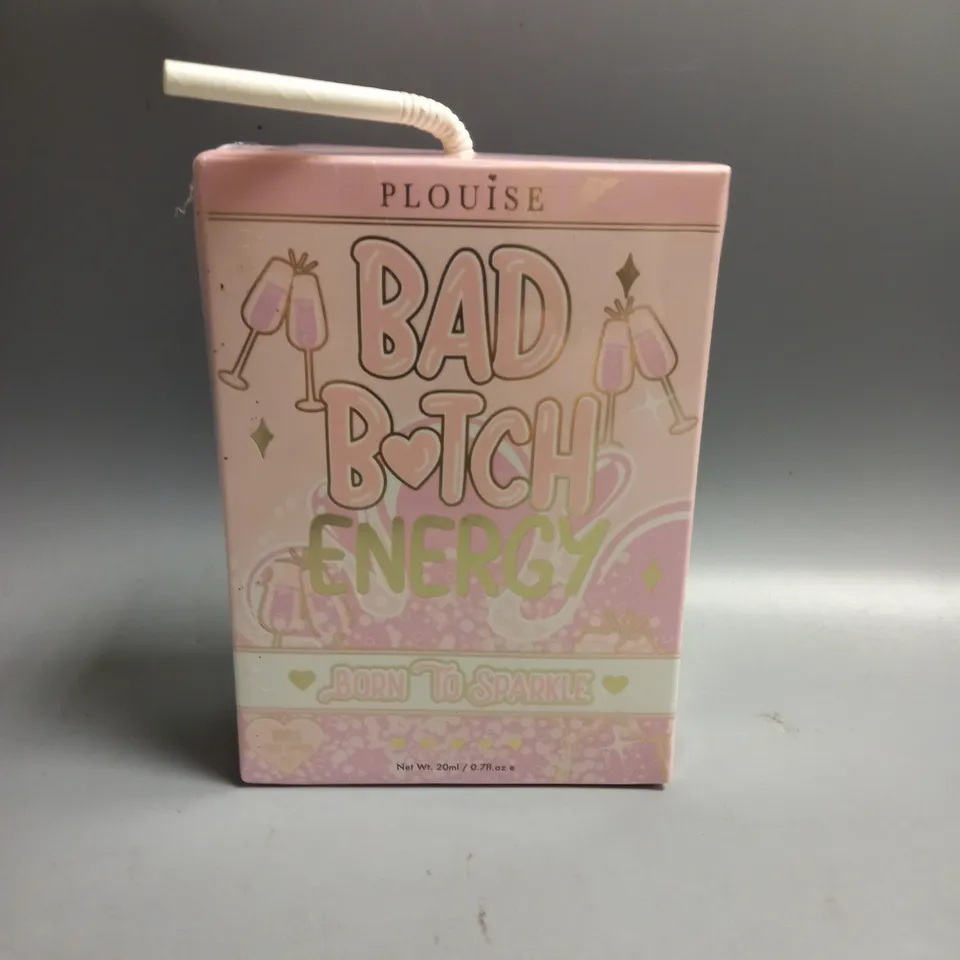 PLOUISE
BAD
B♥TCH
ENERGY
BORN TO SPARKLE
Net Wt. 20ml / 0.7fl.oz e